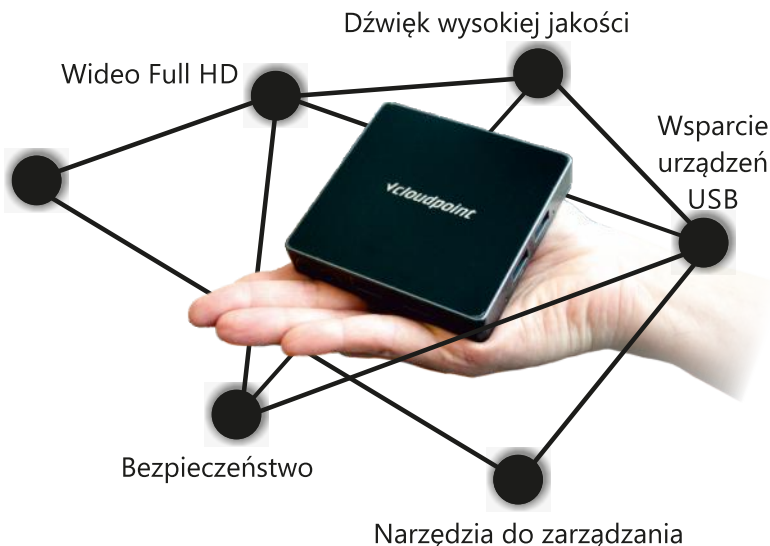 Dźwięk wysokiej jakości
Wideo Full HD
Wsparcie
urządzeń
USB
vcloudpoint
Bezpieczeństwo
Narzędzia do zarządzania